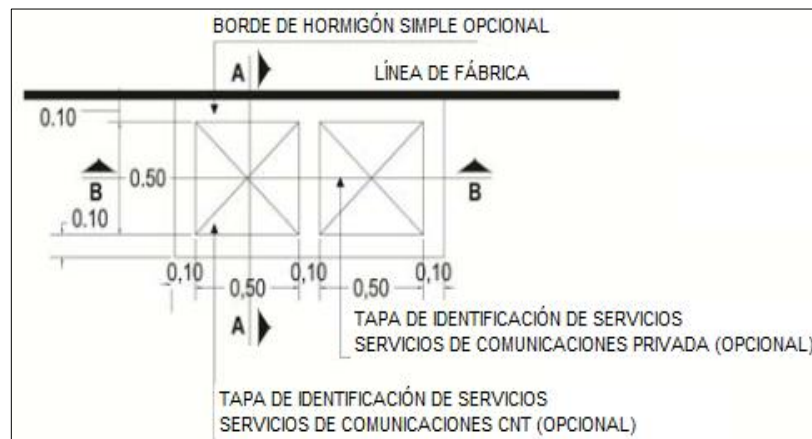 BORDE DE HORMIGÓN SIMPLE OPCIONAL
A
LÍNEA DE FÁBRICA
0.10
B
0.50
B
0.10
0,10
0,10
0,10
0,50
0,50
A
TAPA DE IDENTIFICACIÓN DE SERVICIOS
SERVICIOS DE COMUNICACIONES PRIVADA (OPCIONAL)
TAPA DE IDENTIFICACIÓN DE SERVICIOS
SERVICIOS DE COMUNICACIONES CNT (OPCIONAL)